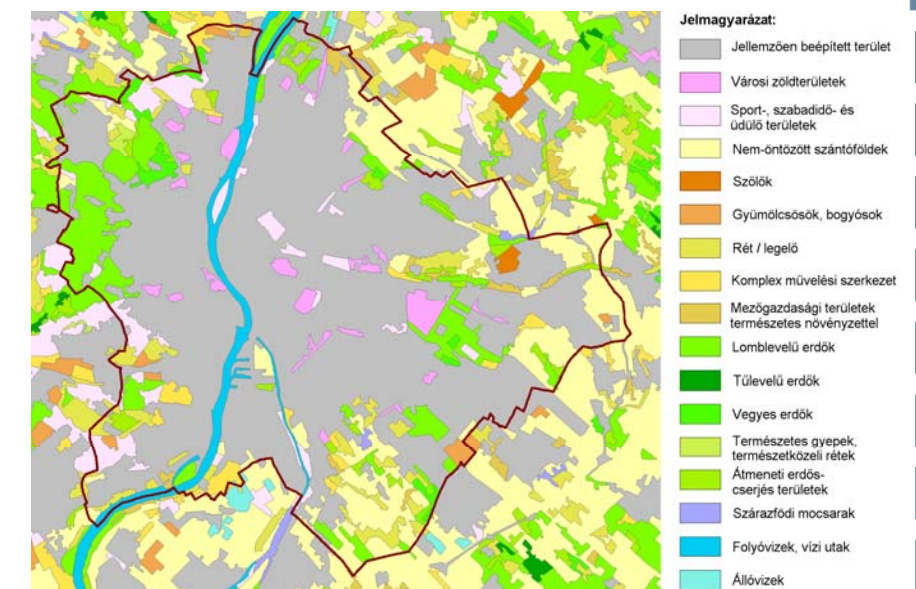 Jelmagyarázat:
Jellemzően beépített terület
Városi zöldterületek
Sport-, szabadidő- és
üdülő területek
Nem-öntözött szántóföldek
Szőlők
Gyümölcsösök, bogyósok
Rét / legelő
Komplex művelési szerkezet
Mezőgazdasági területek
természetes növényzettel
Lomblevelű erdők
Tűlevelű erdők
Vegyes erdők
Természetes gyepek,
természetközeli rétek
Átmeneti erdős-
cserjés területek
Szárazfödi mocsarak
Folyóvizek, vízi utak
Állóvizek